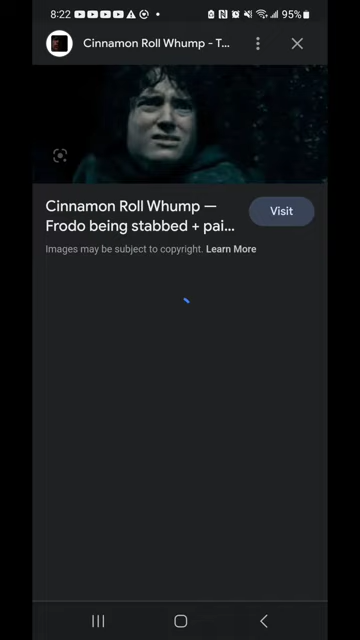 8:22 95%
Cinnamon Roll Whump - T...
Cinnamon Roll Whump —
Frodo being stabbed + pai...
Visit
Images may be subject to copyright. Learn More